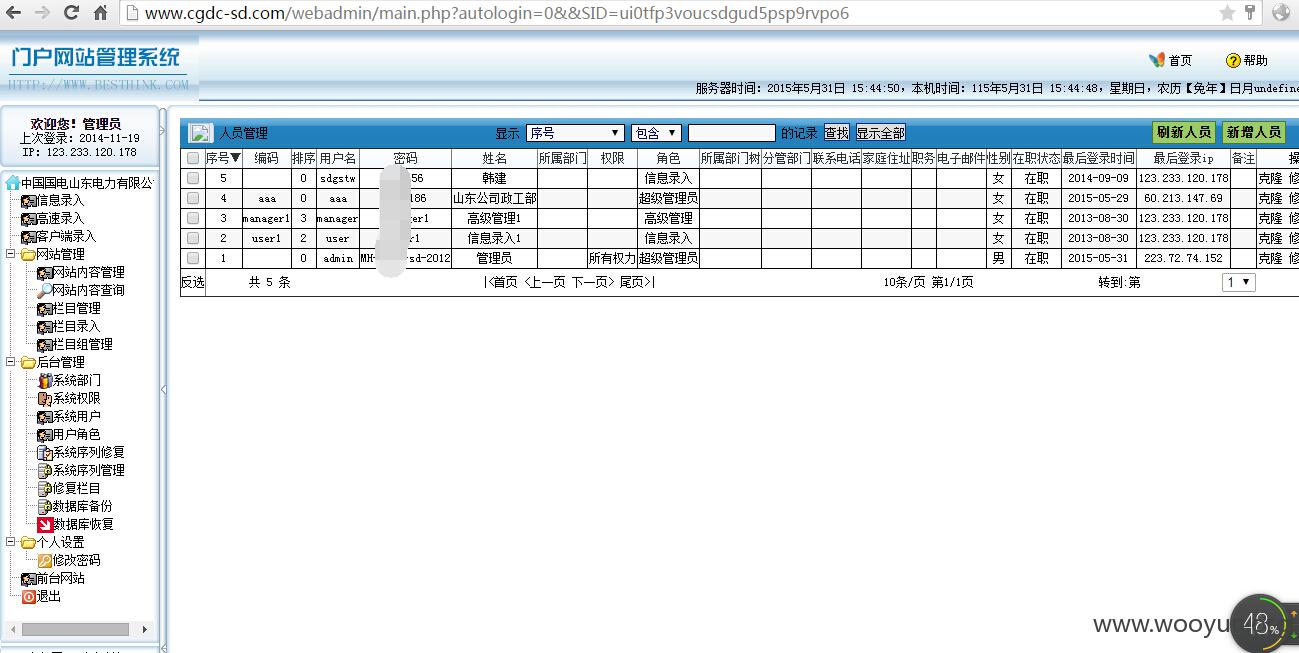 www.cgdc-sd.com/webadmin/main.php?autologin=0&&SID=ui0tfp3voucsdgud5psp9rvpo6
门户网站管理系统
HTTP://WWW.BESTHINK.COM
首页 帮助
服务器时间：2015年5月31日 15:44:50，本机时间：115年5月31日 15:44:48，星期日，农历【兔年】日月undefine
欢迎您！管理员
上次登录：2014-11-19
IP：123.233.120.178
中国国电山东电力有限公
信息录入
高速录入
客户端录入
网站管理
网站内容管理
网站内容查询
栏目管理
栏目录入
栏目组管理
后台管理
系统部门
系统权限
系统用户
用户角色
系统序列修复
系统序列管理
修复栏目
数据库备份
数据库恢复
个人设置
修改密码
前台网站
退出
人员管理 显示 序号 包含 的记录 查找 显示全部 刷新人员 新增人员
序号▼ 编码 排序 用户名 密码 姓名 所属部门 权限 角色 所属部门树 分管部门 联系电话 家庭住址 职务 电子邮件 性别 在职状态 最后登录时间 最后登录ip 备注 操
5 0 sdgstw 56 韩建 信息录入 女 在职 2014-09-09 123.233.120.178 克隆 修
4 aaa 0 aaa 186 山东公司政工部 超级管理员 女 在职 2015-05-29 60.213.147.69 克隆 修
3 manager1 3 manager er1 高级管理1 高级管理 女 在职 2013-08-30 123.233.120.178 克隆 修
2 user1 2 user r1 信息录入1 信息录入 女 在职 2013-08-30 123.233.120.178 克隆 修
1 0 admin MH- sd-2012 管理员 所有权力 超级管理员 男 在职 2015-05-31 223.72.74.152 克隆 修
反选 共 5 条 |<首页 <上一页 下一页> 尾页>| 10条/页 第1/1页 转到:第 1
www.wooyu
48%